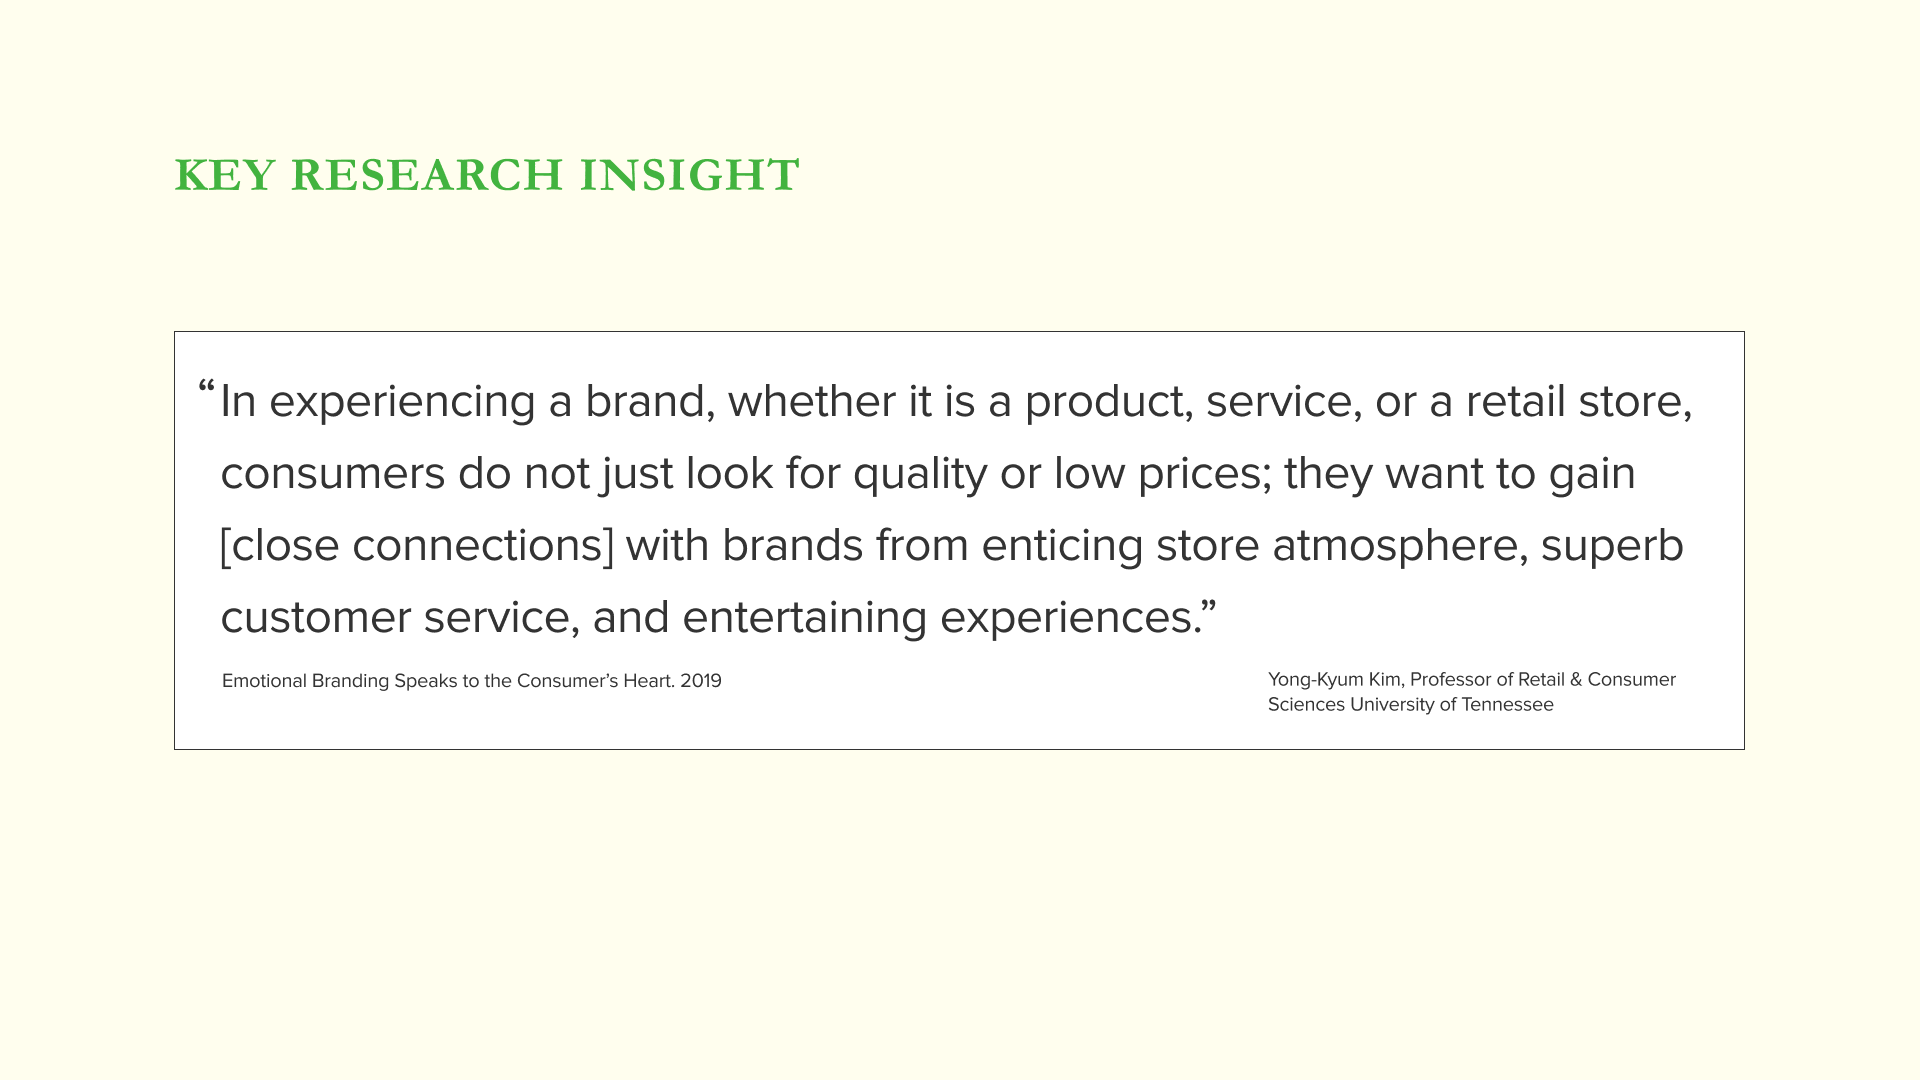 KEY RESEARCH INSIGHT
“In experiencing a brand, whether it is a product, service, or a retail store,
consumers do not just look for quality or low prices; they want to gain
[close connections] with brands from enticing store atmosphere, superb
customer service, and entertaining experiences.”
Emotional Branding Speaks to the Consumer’s Heart. 2019
Yong-Kyum Kim, Professor of Retail & Consumer
Sciences University of Tennessee